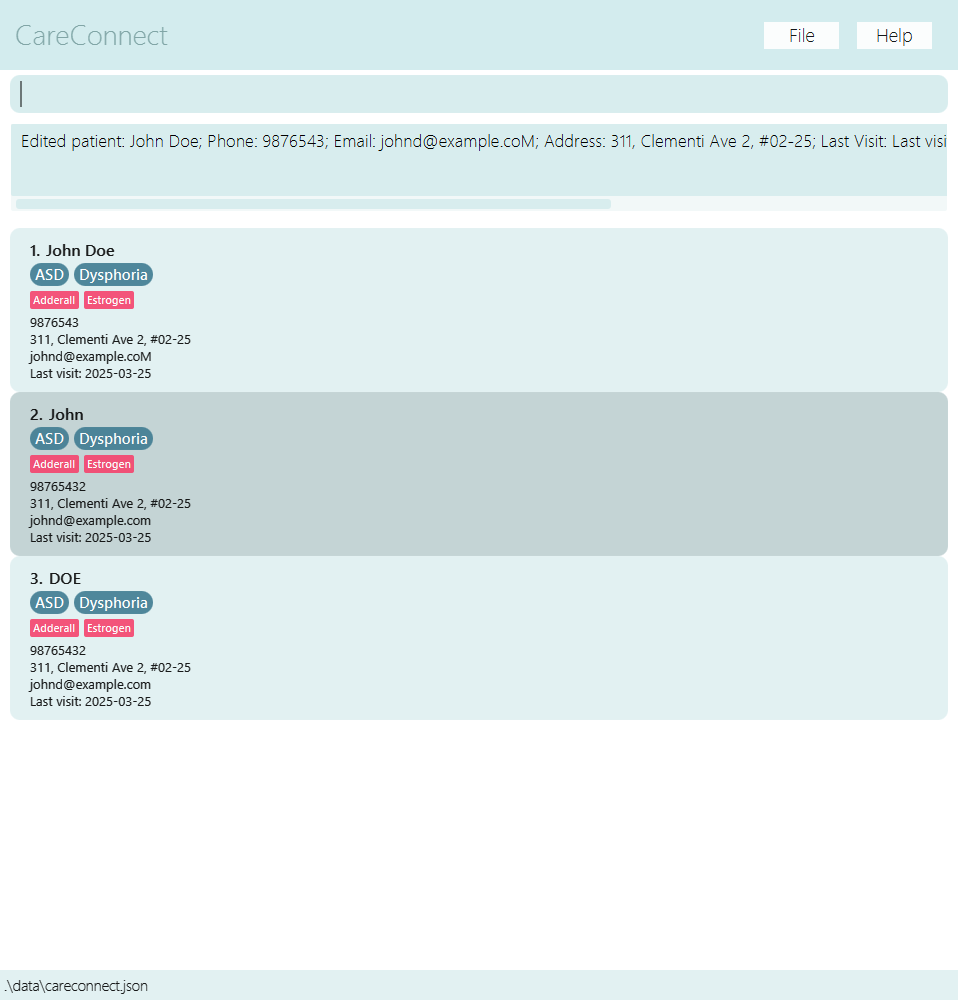 CareConnect
File Help
Edited patient: John Doe; Phone: 9876543; Email: johnd@example.coM; Address: 311, Clementi Ave 2, #02-25; Last Visit: Last visi
1. John Doe
ASD Dysphoria
Adderall Estrogen
9876543
311, Clementi Ave 2, #02-25
johnd@example.coM
Last visit: 2025-03-25
2. John
ASD Dysphoria
Adderall Estrogen
98765432
311, Clementi Ave 2, #02-25
johnd@example.com
Last visit: 2025-03-25
3. DOE
ASD Dysphoria
Adderall Estrogen
98765432
311, Clementi Ave 2, #02-25
johnd@example.com
Last visit: 2025-03-25
.\data\careconnect.json